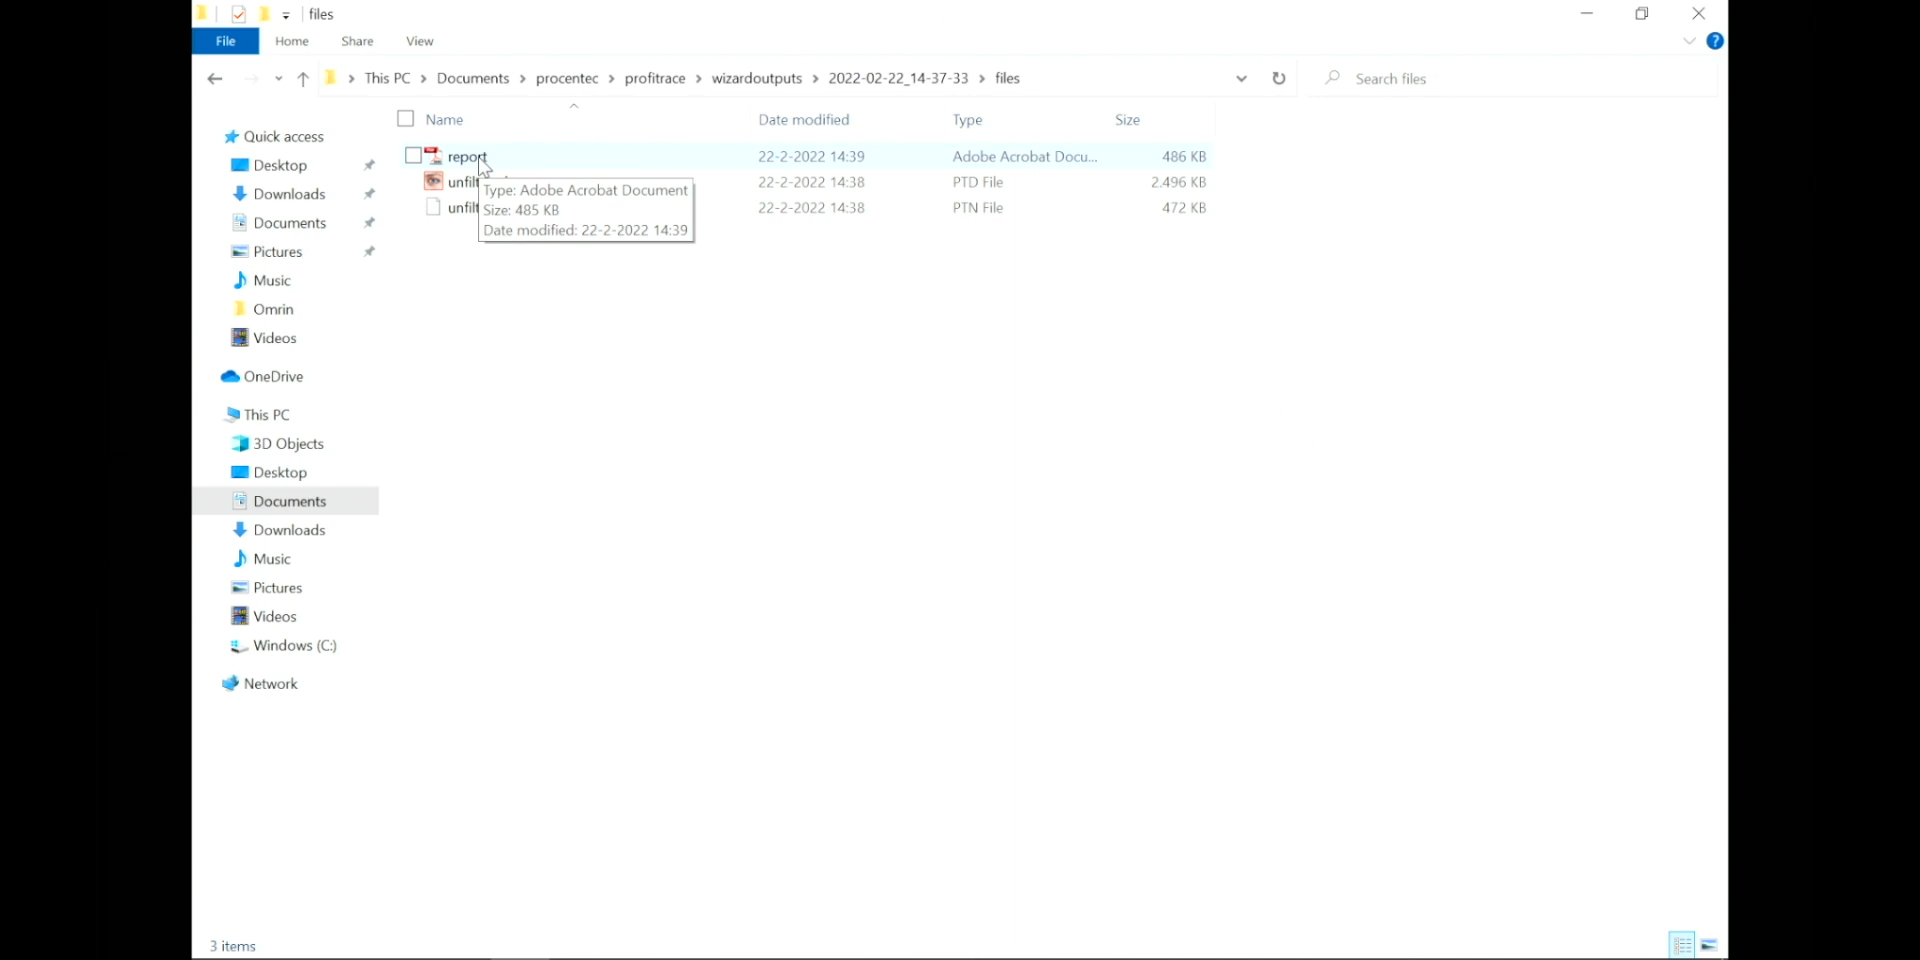 files
File Home Share View
This PC > Documents > procentec > profitrace > wizardoutputs > 2022-02-22_14-37-33 > files
Search files
Name Date modified Type Size
report 22-2-2022 14:39 Adobe Acrobat Docu... 486 KB
22-2-2022 14:38 PTD File 2.496 KB
22-2-2022 14:38 PTN File 472 KB
Type: Adobe Acrobat Document
Size: 485 KB
Date modified: 22-2-2022 14:39
Quick access
Desktop
Downloads
Documents
Pictures
Music
Omrin
Videos
OneDrive
This PC
3D Objects
Desktop
Documents
Downloads
Music
Pictures
Videos
Windows (C:)
Network
3 items